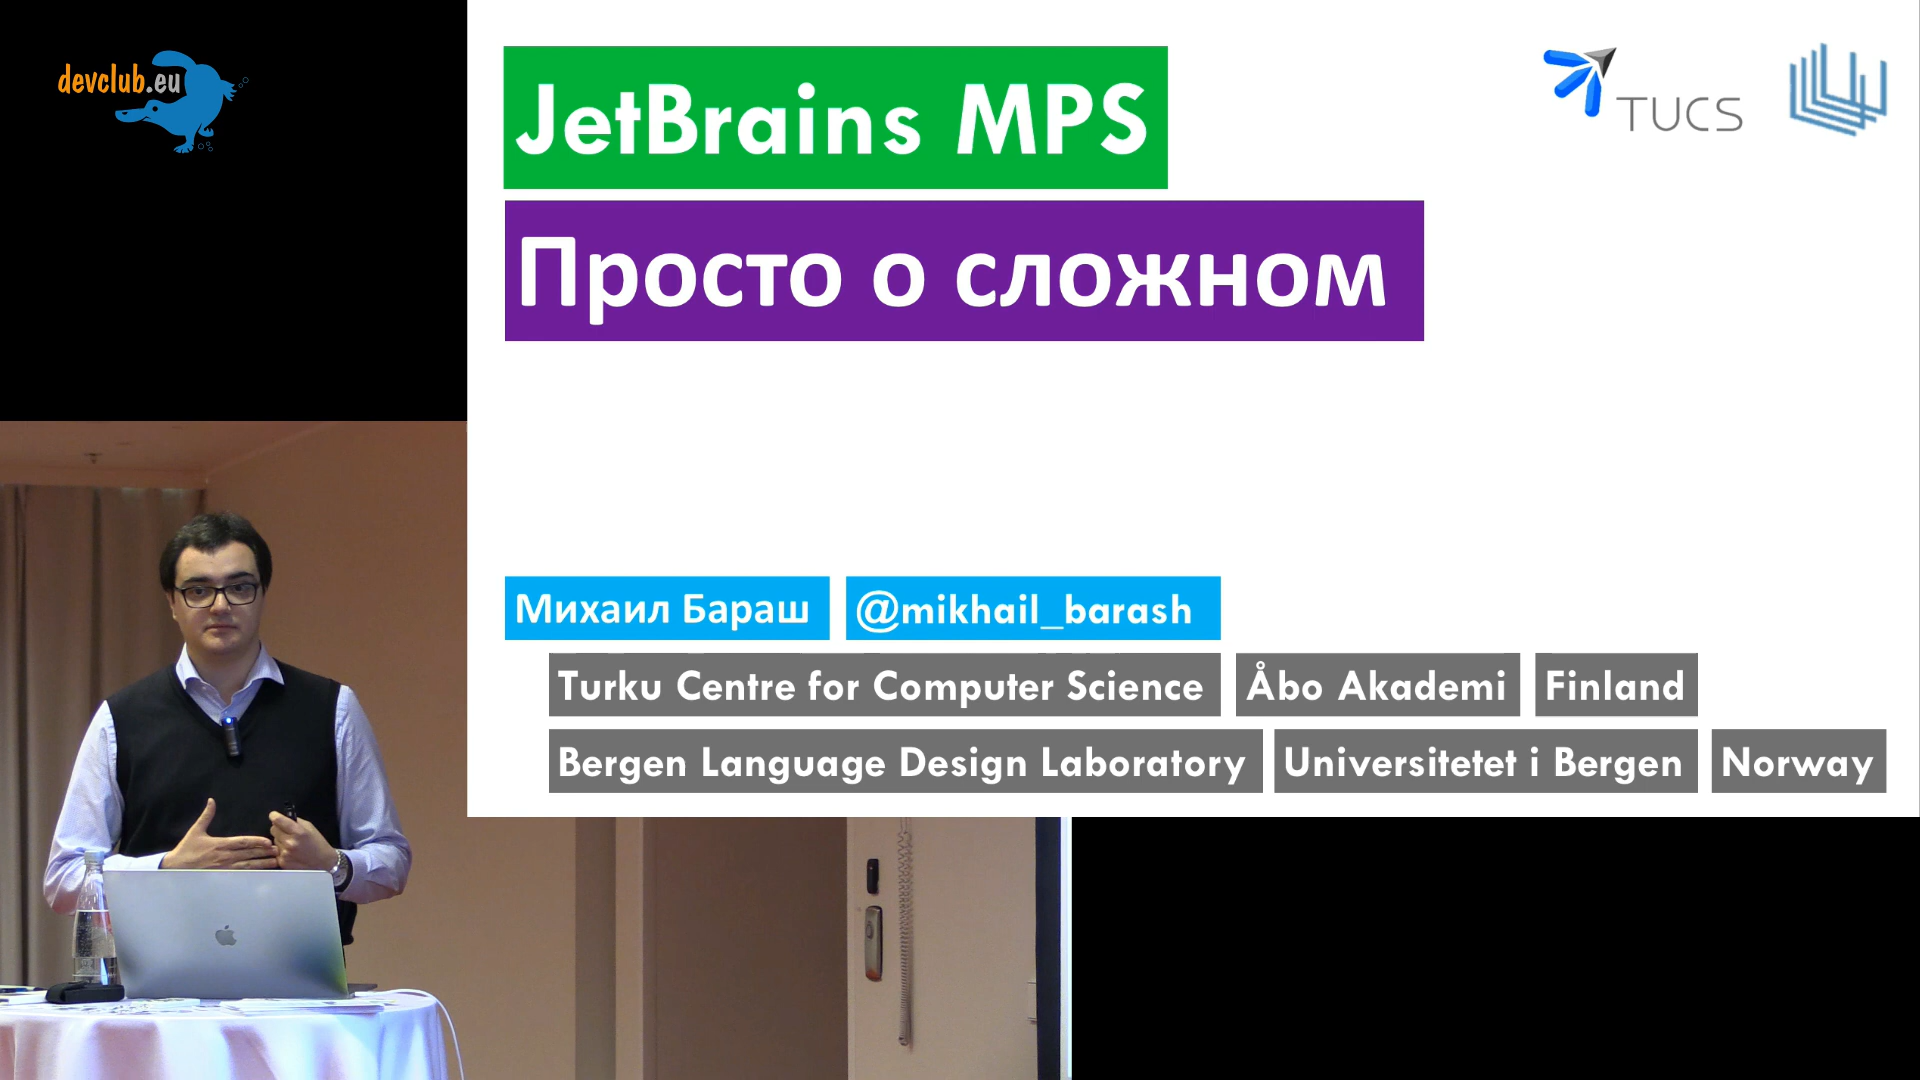 devclub.eu
JetBrains MPS
TUCS
Просто о сложном
Михаил Бараш @mikhail_barash
Turku Centre for Computer Science Åbo Akademi Finland
Bergen Language Design Laboratory Universitetet i Bergen Norway